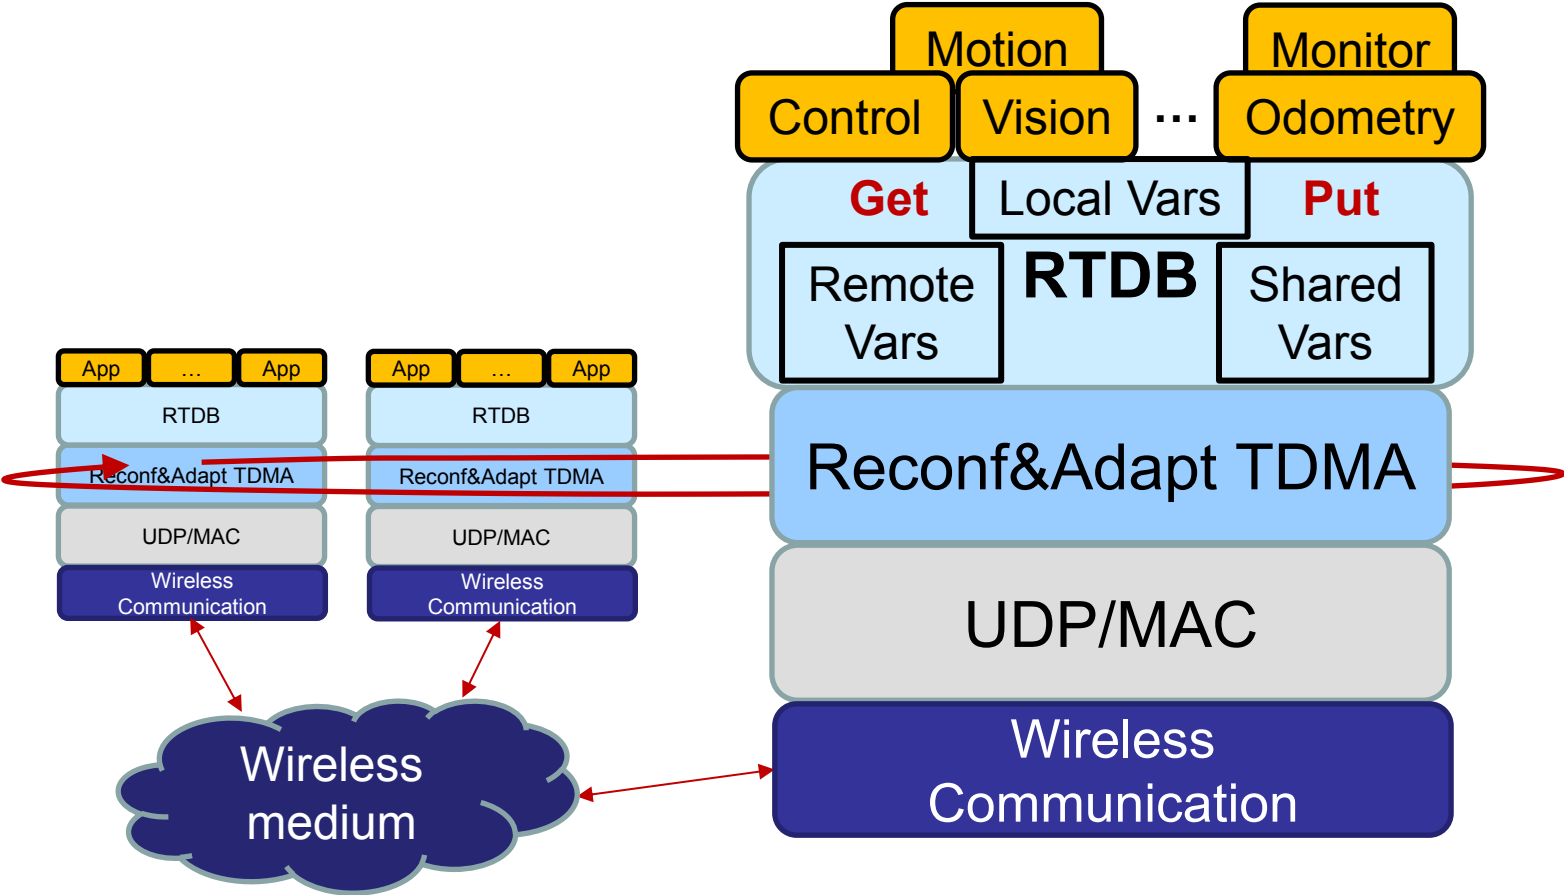 Motion
Monitor
Control
Vision
...
Odometry
Get
Local Vars
Put
Remote
Vars
RTDB
Shared
Vars
Reconf&Adapt TDMA
UDP/MAC
Wireless
Communication
App
...
App
RTDB
Reconf&Adapt TDMA
UDP/MAC
Wireless
Communication
App
...
App
RTDB
Reconf&Adapt TDMA
UDP/MAC
Wireless
Communication
Wireless
medium